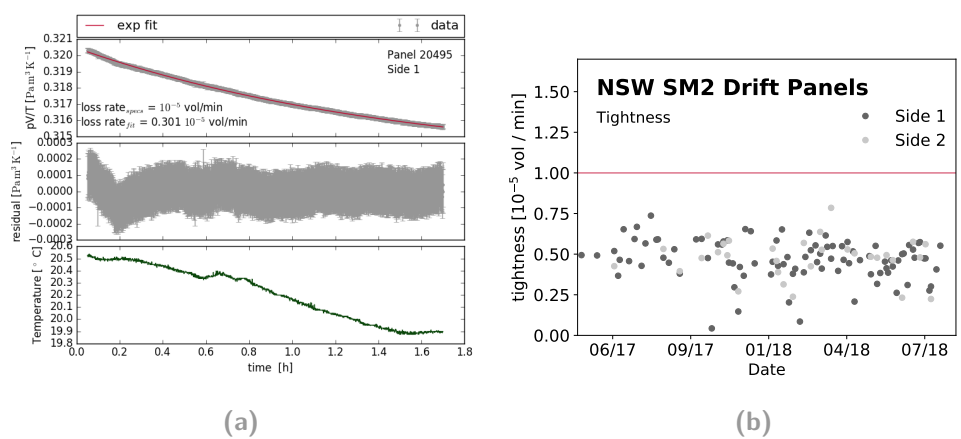 exp fit
data
0.321
0.320
0.319
0.318
0.317
0.316
0.315
pV/T [Pa m³ K⁻¹]
Panel 20495
Side 1
loss rate_specs = 10⁻⁵ vol/min
loss rate_fit = 0.301 10⁻⁵ vol/min
0.0003
0.0002
0.0001
0.0000
−0.0001
−0.0002
−0.0003
residual [Pa m³ K⁻¹]
20.6
20.5
20.4
20.3
20.2
20.1
20.0
19.9
19.8
Temperature [° C]
0.0 0.2 0.4 0.6 0.8 1.0 1.2 1.4 1.6 1.8
time [h]
(a)
NSW SM2 Drift Panels
Tightness
Side 1
Side 2
1.50
1.25
1.00
0.75
0.50
0.25
0.00
tightness [10⁻⁵ vol / min]
06/17 09/17 01/18 04/18 07/18
Date
(b)